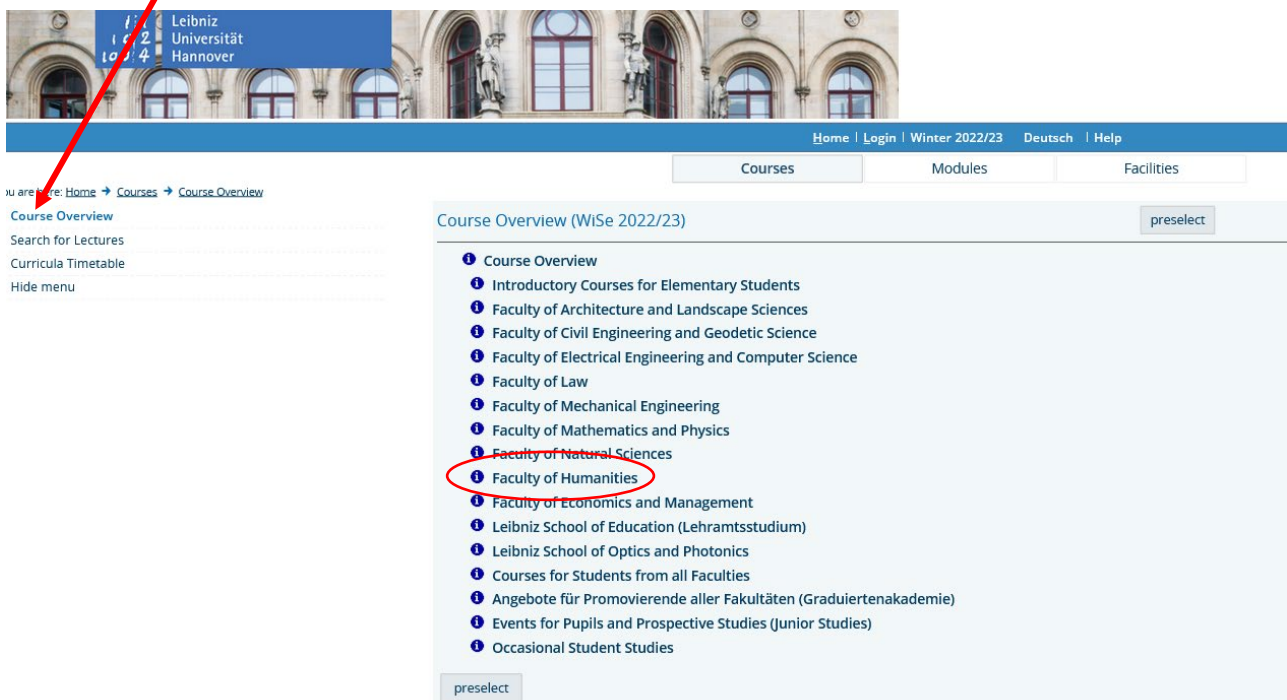 Leibniz
Universität
Hannover
Home | Login | Winter 2022/23 Deutsch | Help
Courses Modules Facilities
ou are here: Home → Courses → Course Overview
Course Overview
Search for Lectures
Curricula Timetable
Hide menu
Course Overview (WiSe 2022/23) preselect
Course Overview
Introductory Courses for Elementary Students
Faculty of Architecture and Landscape Sciences
Faculty of Civil Engineering and Geodetic Science
Faculty of Electrical Engineering and Computer Science
Faculty of Law
Faculty of Mechanical Engineering
Faculty of Mathematics and Physics
Faculty of Natural Sciences
Faculty of Humanities
Faculty of Economics and Management
Leibniz School of Education (Lehramtsstudium)
Leibniz School of Optics and Photonics
Courses for Students from all Faculties
Angebote für Promovierende aller Fakultäten (Graduiertenakademie)
Events for Pupils and Prospective Studies (Junior Studies)
Occasional Student Studies
preselect